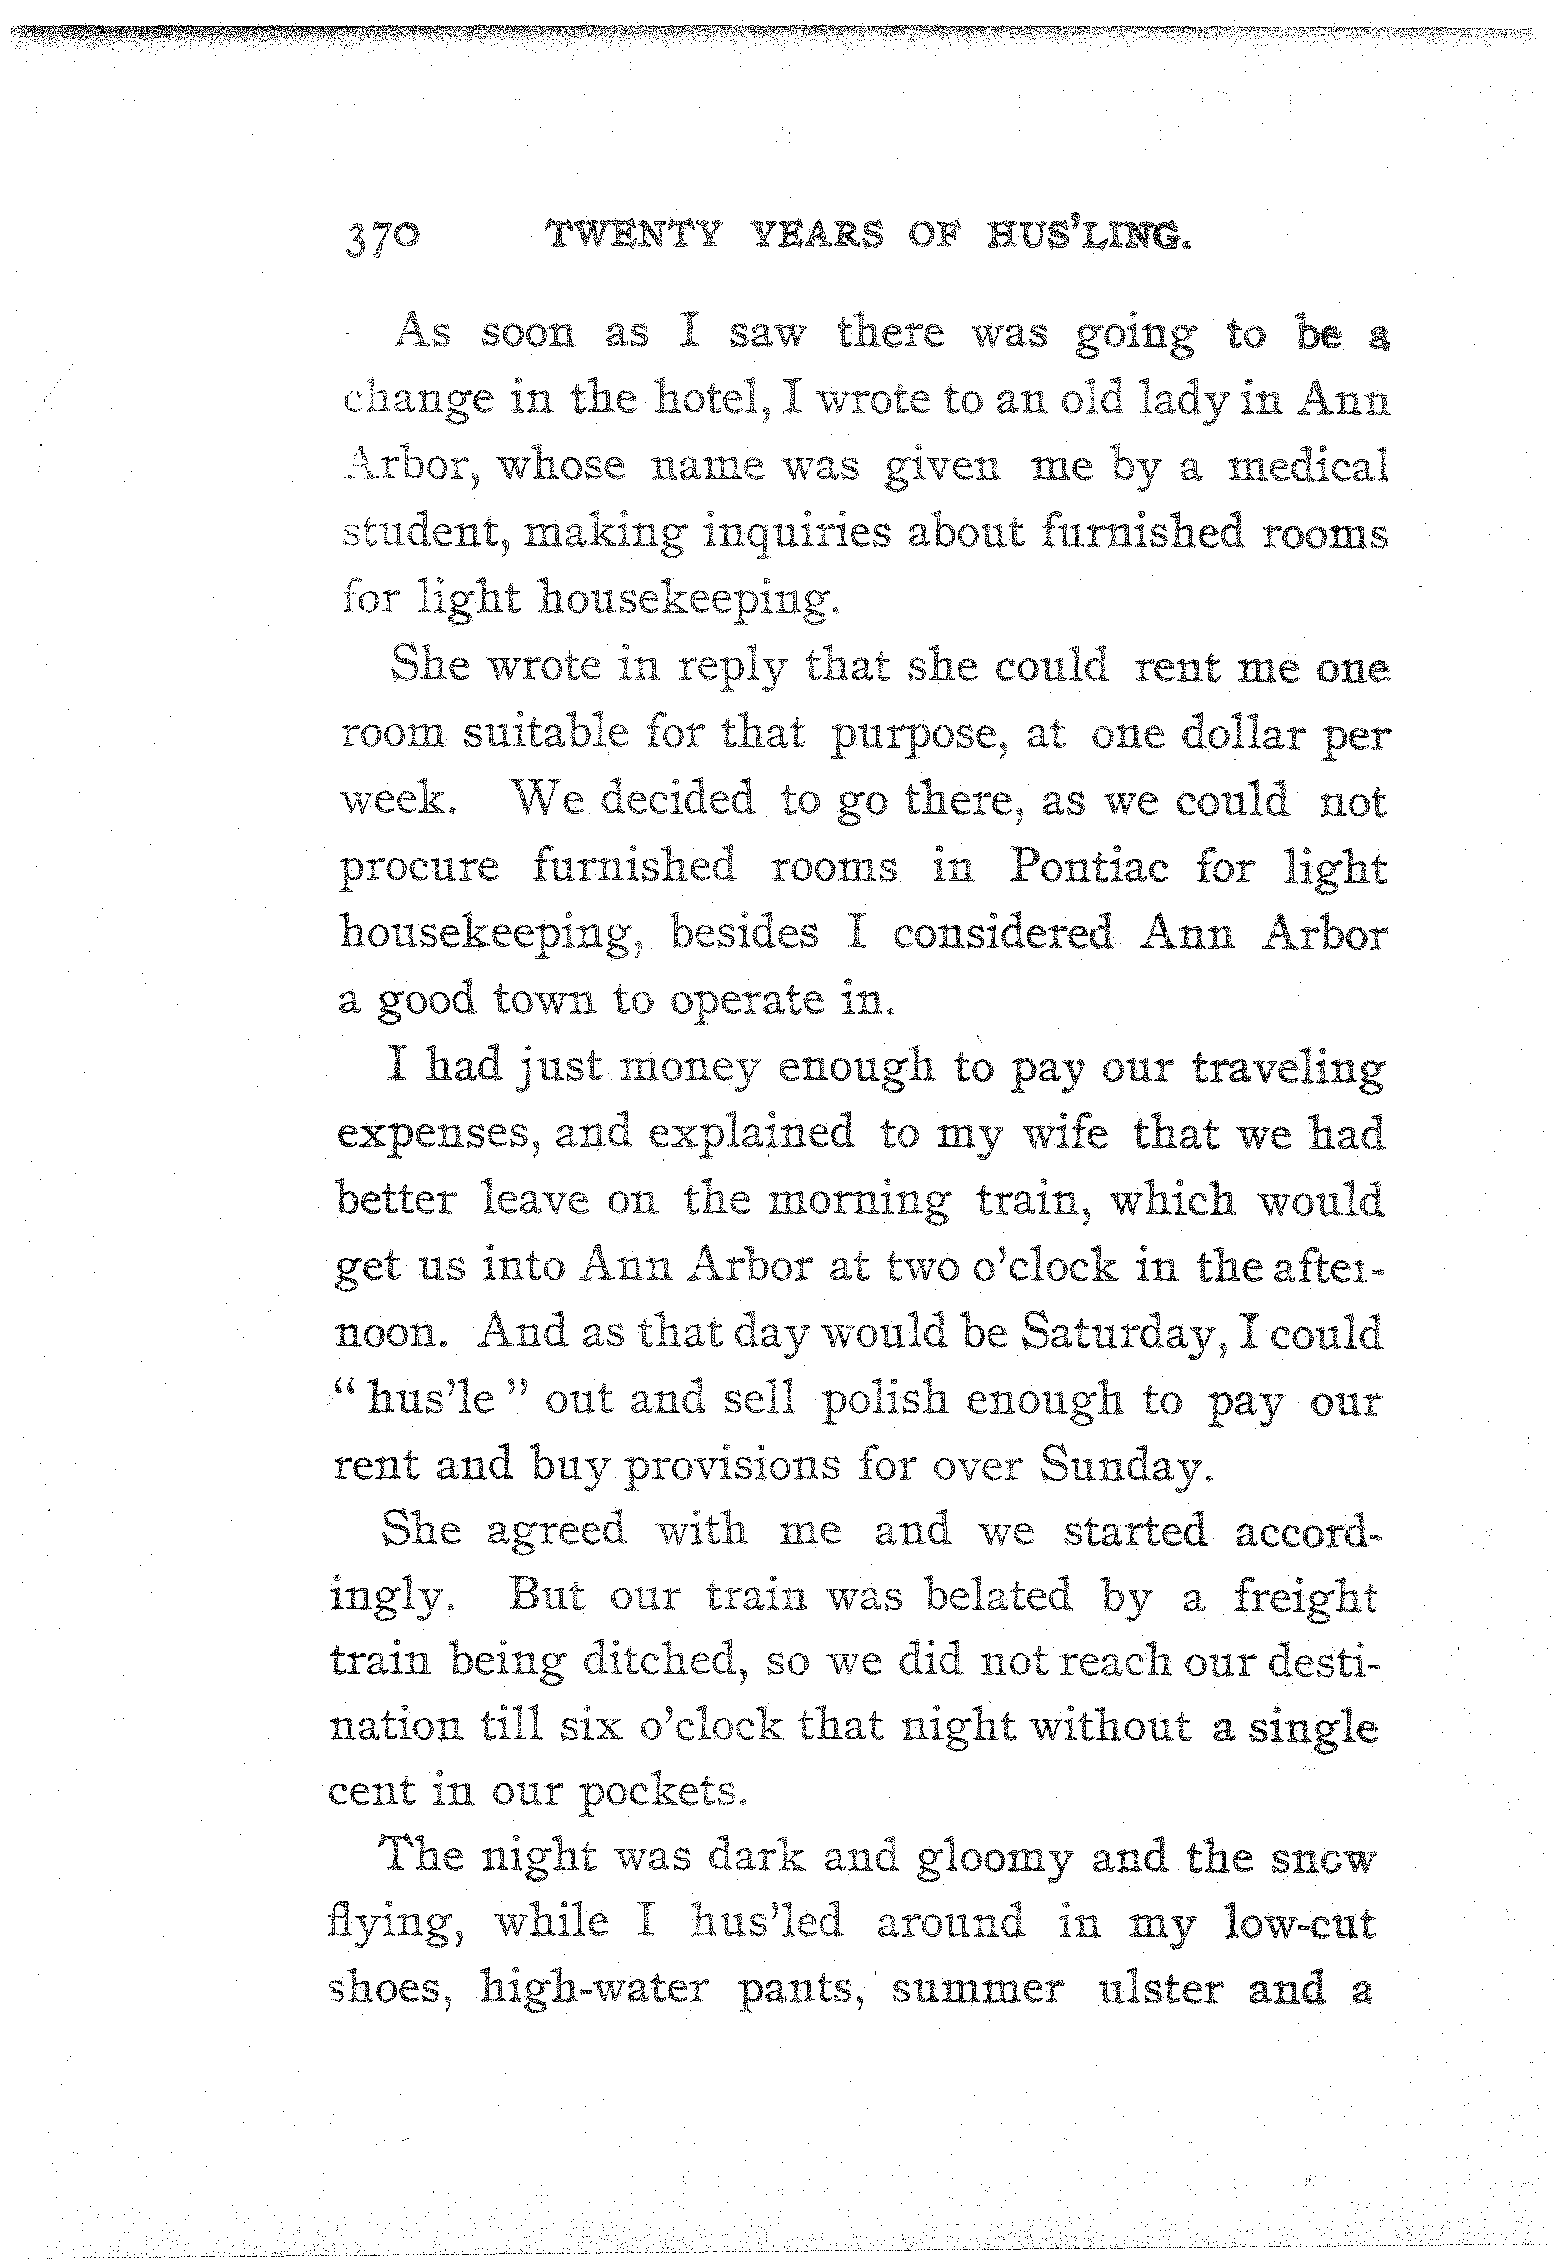 370 TWENTY YEARS OF HUS'LING.
As soon as I saw there was going to be a
change in the hotel, I wrote to an old lady in Ann
Arbor, whose name was given me by a medical
student, making inquiries about furnished rooms
for light housekeeping.
She wrote in reply that she could rent me one
room suitable for that purpose, at one dollar per
week. We decided to go there, as we could not
procure furnished rooms in Pontiac for light
housekeeping, besides I considered Ann Arbor
a good town to operate in.
I had just money enough to pay our traveling
expenses, and explained to my wife that we had
better leave on the morning train, which would
get us into Ann Arbor at two o'clock in the after-
noon. And as that day would be Saturday, I could
"hus'le" out and sell polish enough to pay our
rent and buy provisions for over Sunday.
She agreed with me and we started accord-
ingly. But our train was belated by a freight
train being ditched, so we did not reach our desti-
nation till six o'clock that night without a single
cent in our pockets.
The night was dark and gloomy and the snow
flying, while I hus'led around in my low-cut
shoes, high-water pants, summer ulster and a